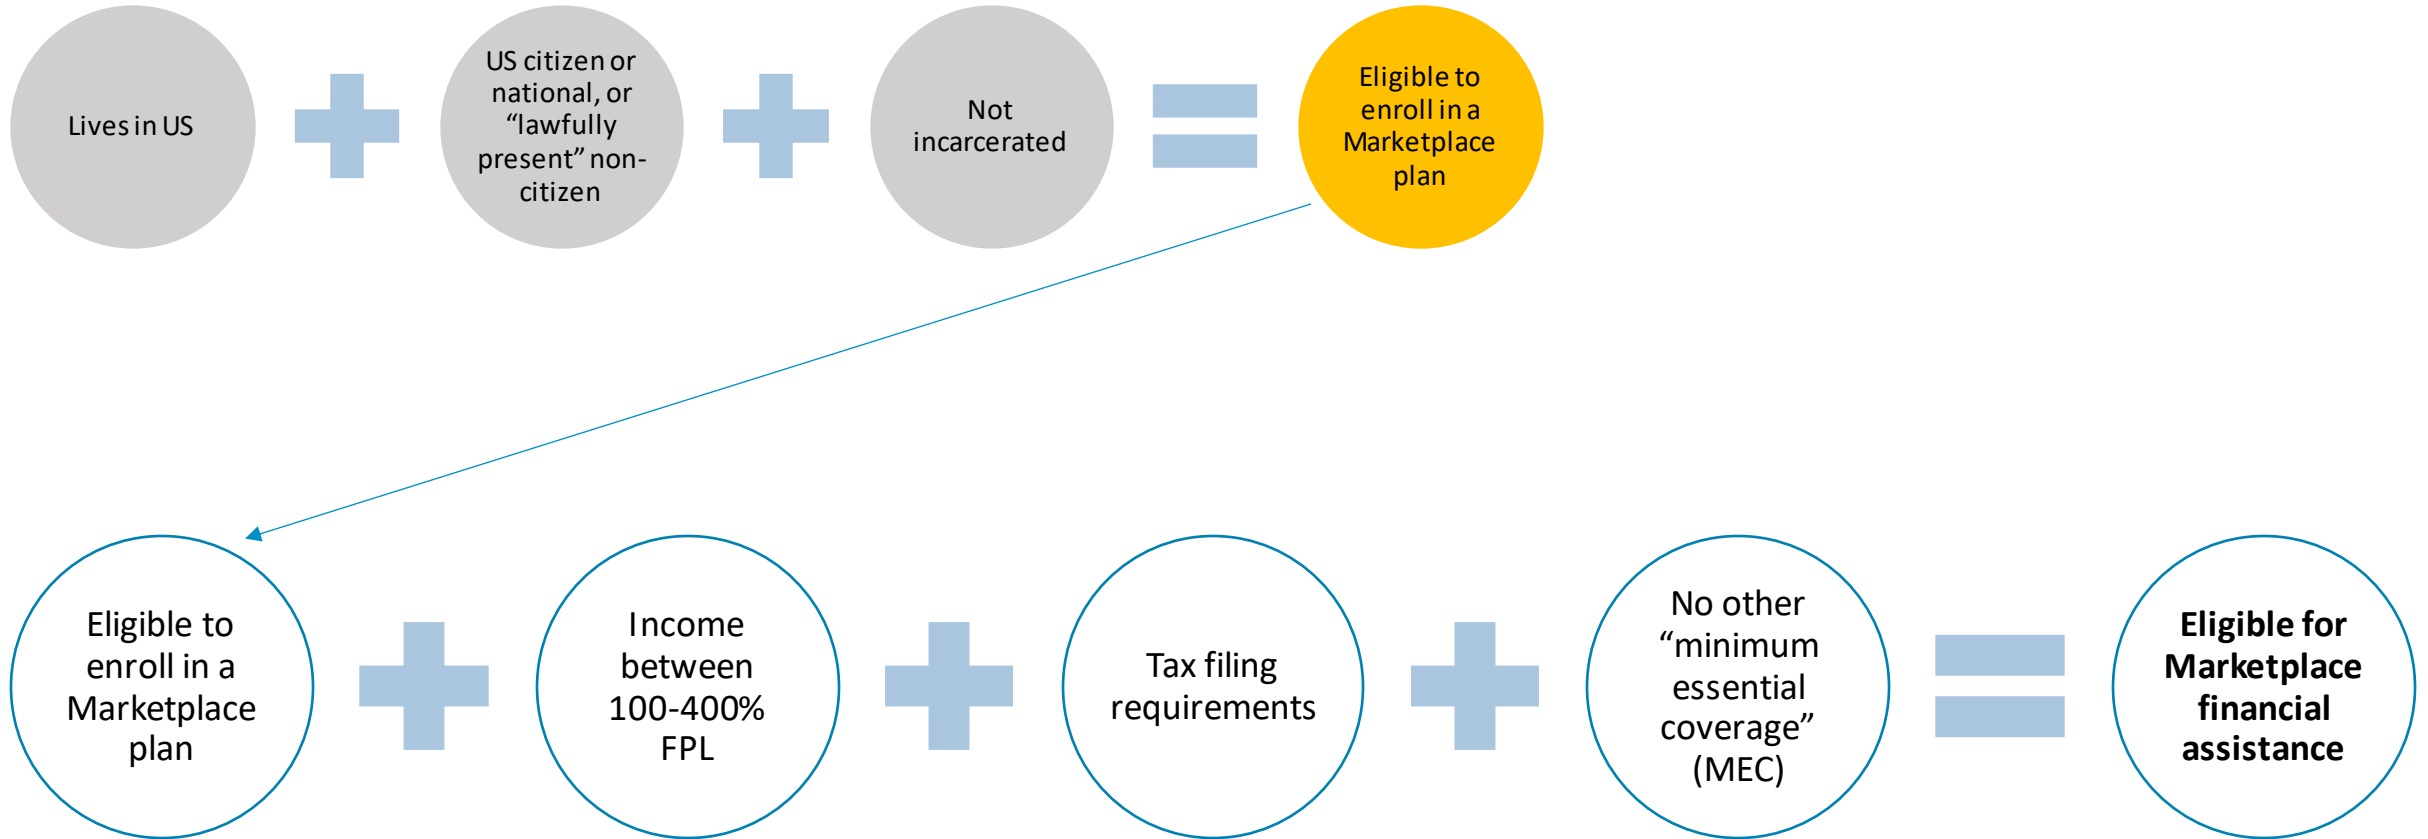 Lives in US
US citizen or
national, or
“lawfully
present” non-
citizen
Not
incarcerated
Eligible to
enroll in a
Marketplace
plan
Eligible to
enroll in a
Marketplace
plan
Income
between
100-400%
FPL
Tax filing
requirements
No other
“minimum
essential
coverage”
(MEC)
Eligible for
Marketplace
financial
assistance